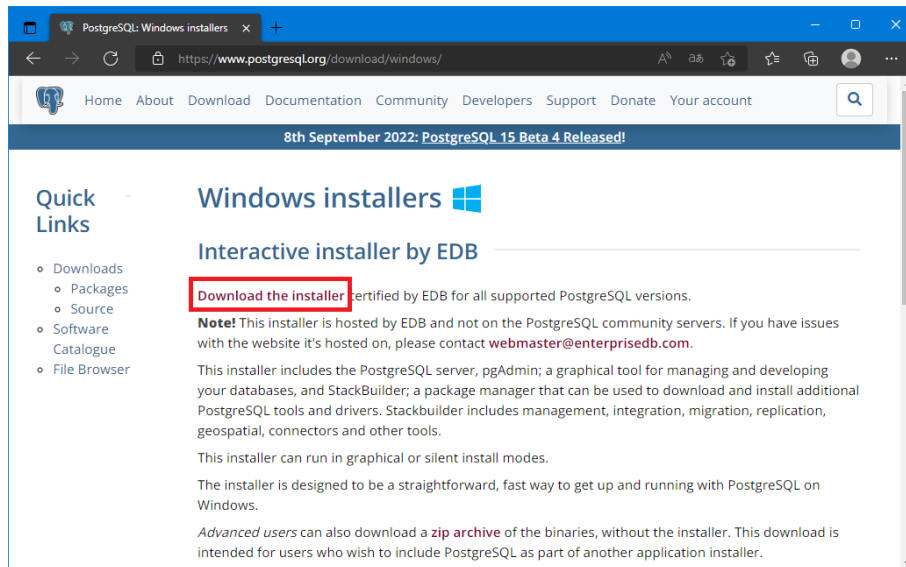 PostgreSQL: Windows installers
https://www.postgresql.org/download/windows/
Home About Download Documentation Community Developers Support Donate Your account
8th September 2022: PostgreSQL 15 Beta 4 Released!
Quick
Links
Downloads
Packages
Source
Software
Catalogue
File Browser
Windows installers
Interactive installer by EDB
Download the installer certified by EDB for all supported PostgreSQL versions.
Note! This installer is hosted by EDB and not on the PostgreSQL community servers. If you have issues
with the website it's hosted on, please contact webmaster@enterprisedb.com.
This installer includes the PostgreSQL server, pgAdmin; a graphical tool for managing and developing
your databases, and StackBuilder; a package manager that can be used to download and install additional
PostgreSQL tools and drivers. Stackbuilder includes management, integration, migration, replication,
geospatial, connectors and other tools.
This installer can run in graphical or silent install modes.
The installer is designed to be a straightforward, fast way to get up and running with PostgreSQL on
Windows.
Advanced users can also download a zip archive of the binaries, without the installer. This download is
intended for users who wish to include PostgreSQL as part of another application installer.